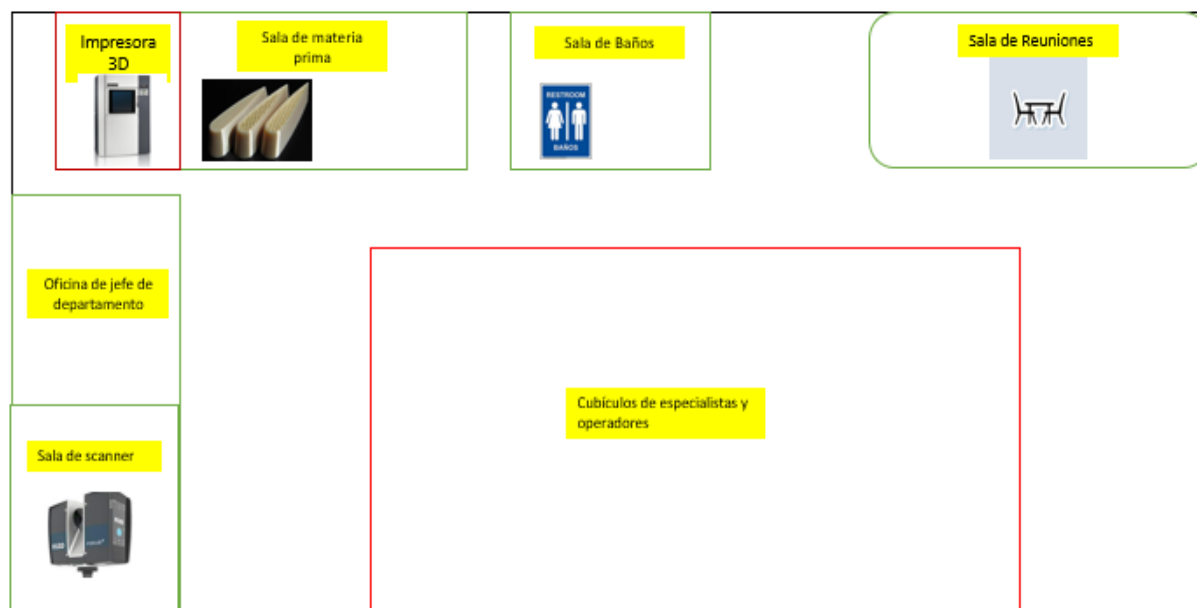 Impresora
3D
Sala de materia
prima
Sala de Baños
Sala de Reuniones
RESTROOM
BAÑOS
Oficina de jefe de
departamento
Cubículos de especialistas y
operadores
Sala de scanner